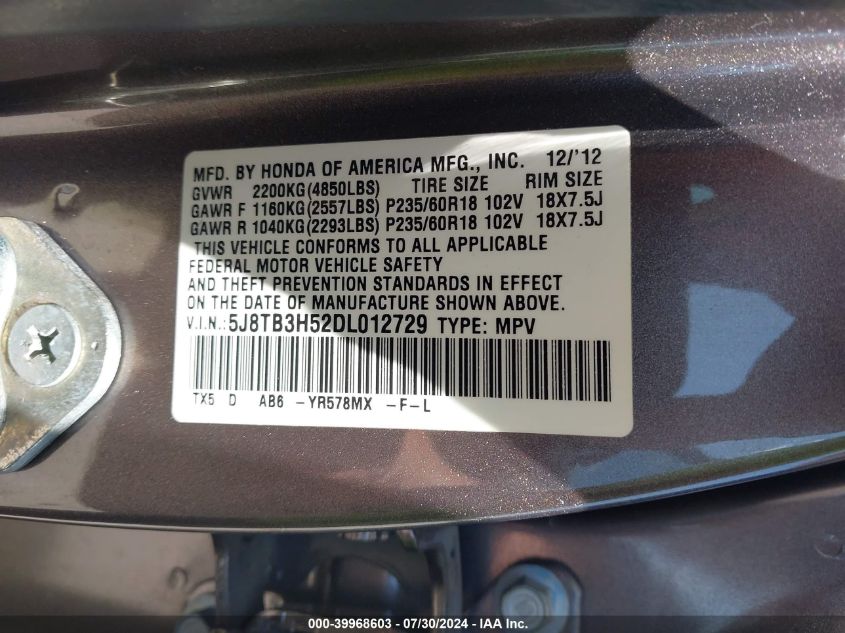 MFD. BY HONDA OF AMERICA MFG., INC. 12/'12
GVWR 2200KG(4850LBS) TIRE SIZE RIM SIZE
GAWR F 1160KG(2557LBS) P235/60R18 102V 18X7.5J
GAWR R 1040KG(2293LBS) P235/60R18 102V 18X7.5J
THIS VEHICLE CONFORMS TO ALL APPLICABLE
FEDERAL MOTOR VEHICLE SAFETY
AND THEFT PREVENTION STANDARDS IN EFFECT
ON THE DATE OF MANUFACTURE SHOWN ABOVE.
V.I.N.:5J8TB3H52DL012729 TYPE: MPV
TX5 D AB6 -YR578MX -F-L
000-39968603 / 07/30/2024 - IAA Inc.